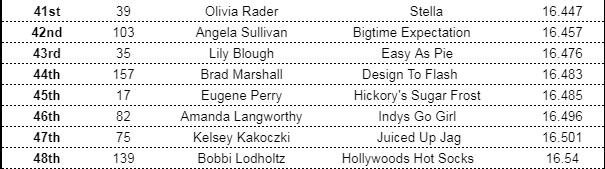 41st 39 Olivia Rader Stella 16.447
42nd 103 Angela Sullivan Bigtime Expectation 16.457
43rd 35 Lily Blough Easy As Pie 16.476
44th 157 Brad Marshall Design To Flash 16.483
45th 17 Eugene Perry Hickory's Sugar Frost 16.485
46th 82 Amanda Langworthy Indys Go Girl 16.496
47th 75 Kelsey Kakoczki Juiced Up Jag 16.501
48th 139 Bobbi Lodholtz Hollywoods Hot Socks 16.54